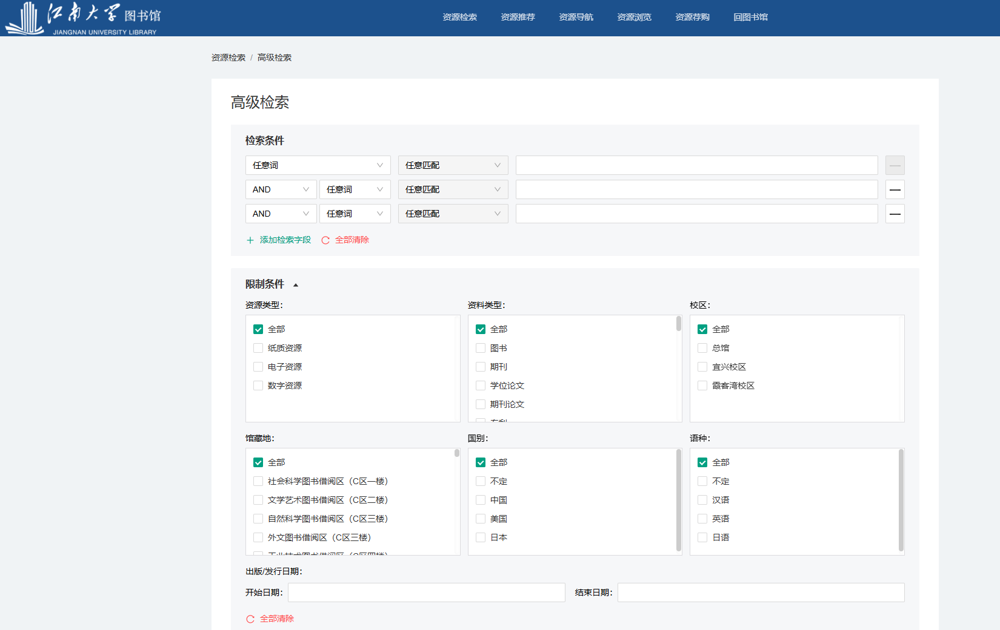 江南大学 图书馆
JIANGNAN UNIVERSITY LIBRARY
资源检索 资源推荐 资源导航 资源浏览 资源荐购 回图书馆
资源检索 / 高级检索
高级检索
检索条件
任意词 任意匹配
AND 任意词 任意匹配
AND 任意词 任意匹配
添加检索字段 全部清除
限制条件
资源类型: 资料类型: 校区:
全部 全部 全部
纸质资源 图书 总馆
电子资源 期刊 宜兴校区
数字资源 学位论文 霞客湾校区
期刊论文
馆藏地: 国别: 语种:
全部 全部 全部
社会科学图书借阅区（C区一楼） 不定 不定
文学艺术图书借阅区（C区二楼） 中国 汉语
自然科学图书借阅区（C区三楼） 美国 英语
外文图书借阅区（C区三楼） 日本 日语
出版/发行日期:
开始日期: 结束日期:
全部清除